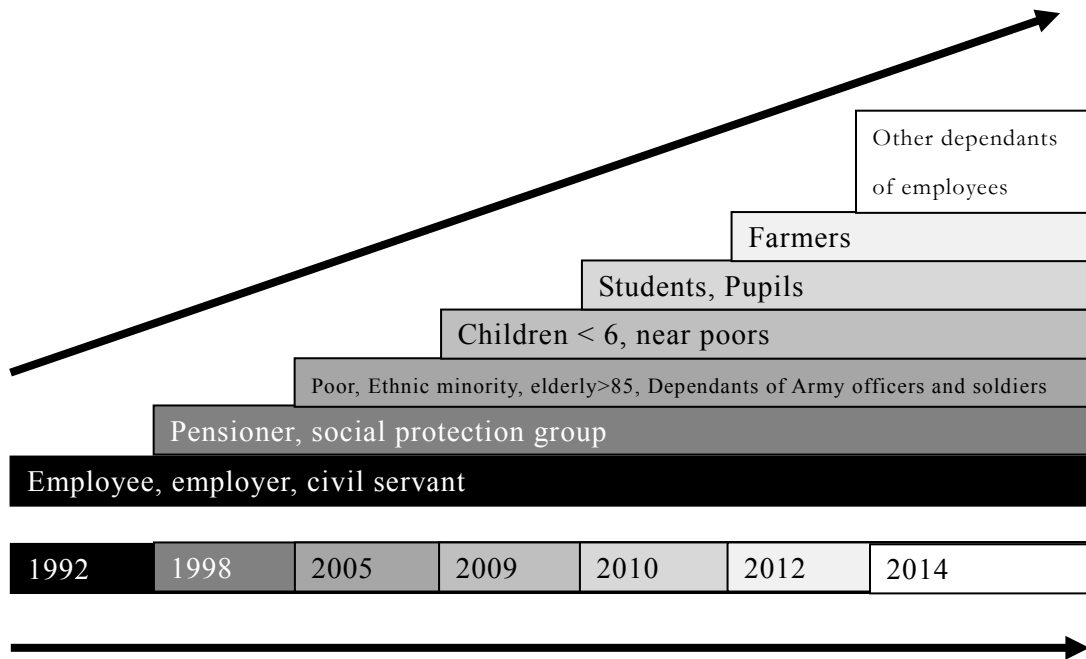 Other dependants
of employees
Farmers
Students, Pupils
Children < 6, near poors
Poor, Ethnic minority, elderly>85, Dependants of Army officers and soldiers
Pensioner, social protection group
Employee, employer, civil servant
1992 1998 2005 2009 2010 2012 2014